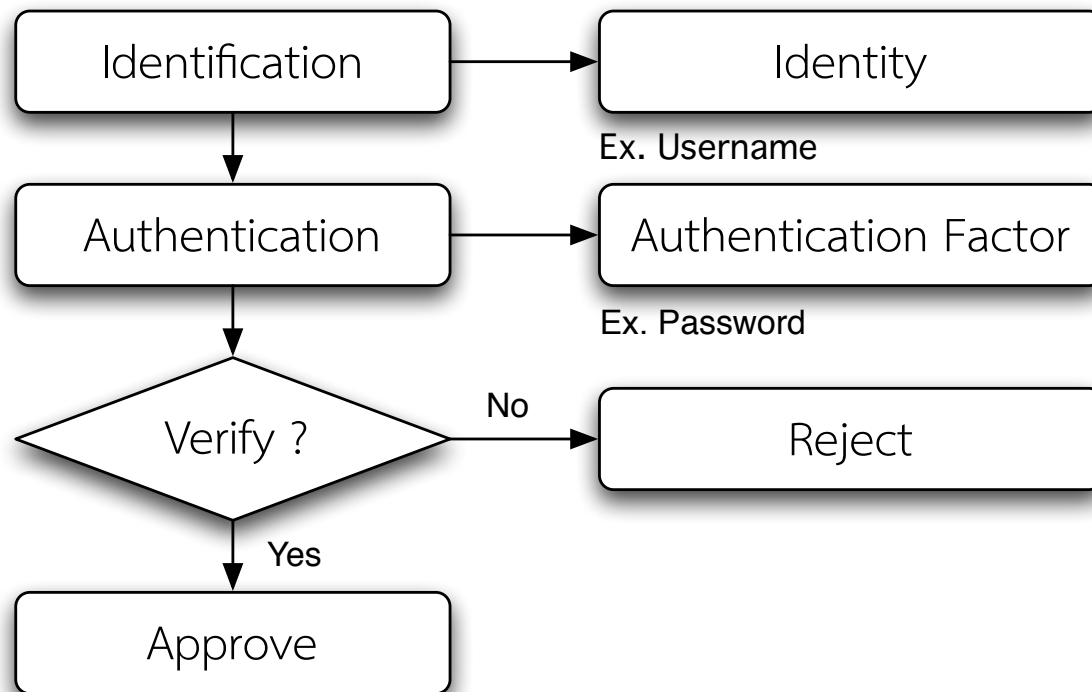 Identification
Identity
Ex. Username
Authentication
Authentication Factor
Ex. Password
Verify ?
No
Reject
Yes
Approve